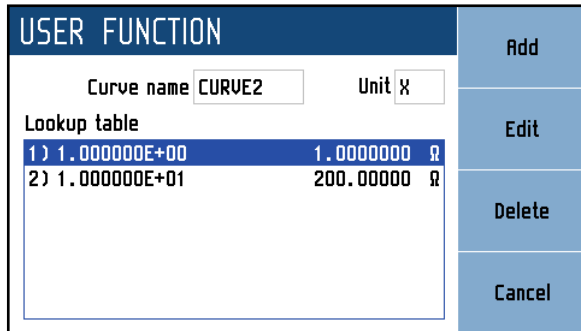 USER FUNCTION
Curve name CURVE2 Unit X
Lookup table
1) 1.000000E+00 1.0000000 Ω
2) 1.000000E+01 200.00000 Ω
Add
Edit
Delete
Cancel